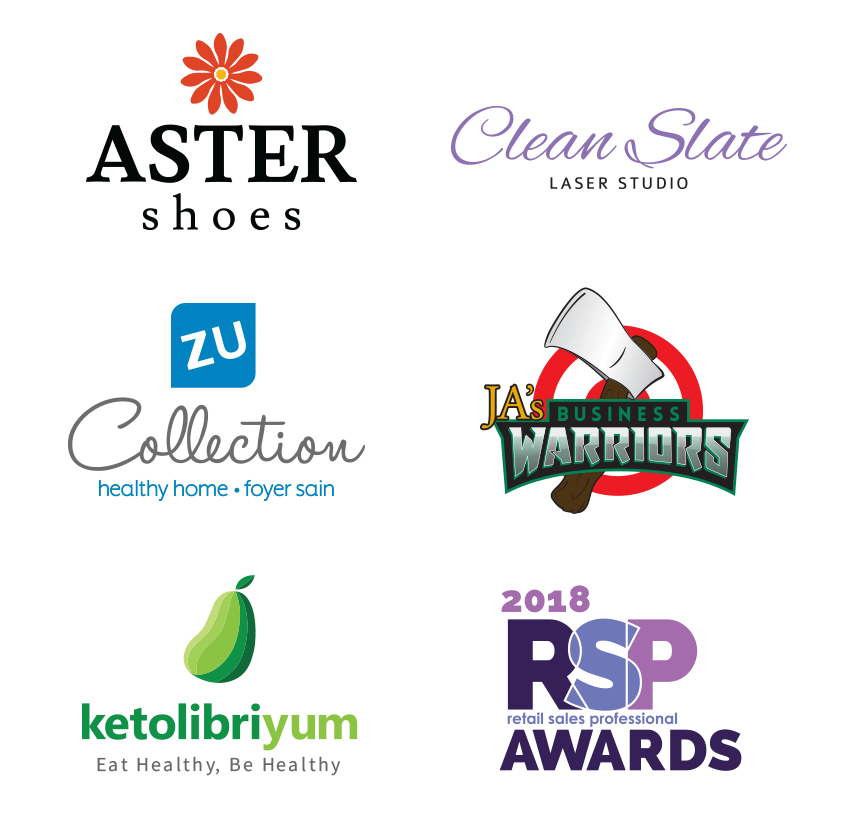 ASTER
shoes
Clean Slate
LASER STUDIO
ZU
Collection
healthy home • foyer sain
JA's BUSINESS
WARRIORS
ketolibriyum
Eat Healthy, Be Healthy
2018
RSP
retail sales professional
AWARDS